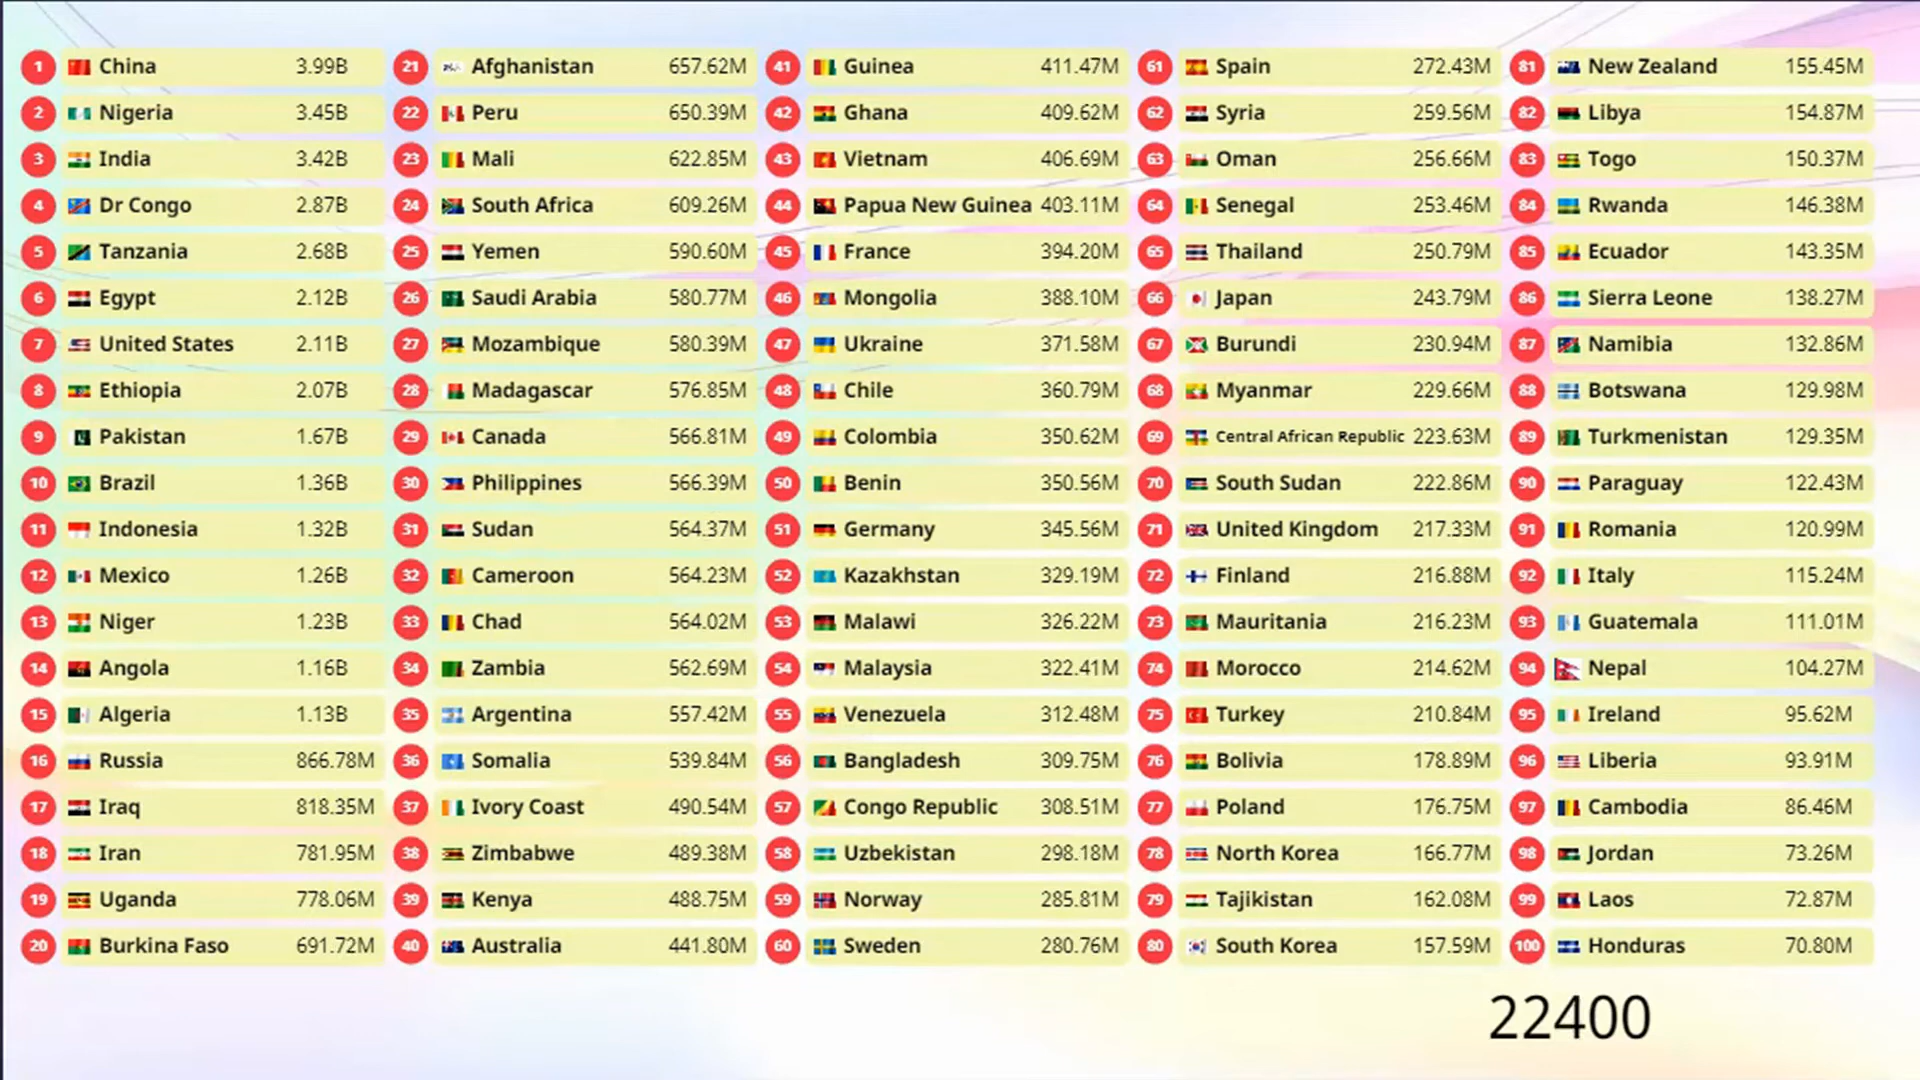 1 China 3.99B
2 Nigeria 3.45B
3 India 3.42B
4 Dr Congo 2.87B
5 Tanzania 2.68B
6 Egypt 2.12B
7 United States 2.11B
8 Ethiopia 2.07B
9 Pakistan 1.67B
10 Brazil 1.36B
11 Indonesia 1.32B
12 Mexico 1.26B
13 Niger 1.23B
14 Angola 1.16B
15 Algeria 1.13B
16 Russia 866.78M
17 Iraq 818.35M
18 Iran 781.95M
19 Uganda 778.06M
20 Burkina Faso 691.72M
21 Afghanistan 657.62M
22 Peru 650.39M
23 Mali 622.85M
24 South Africa 609.26M
25 Yemen 590.60M
26 Saudi Arabia 580.77M
27 Mozambique 580.39M
28 Madagascar 576.85M
29 Canada 566.81M
30 Philippines 566.39M
31 Sudan 564.37M
32 Cameroon 564.23M
33 Chad 564.02M
34 Zambia 562.69M
35 Argentina 557.42M
36 Somalia 539.84M
37 Ivory Coast 490.54M
38 Zimbabwe 489.38M
39 Kenya 488.75M
40 Australia 441.80M
41 Guinea 411.47M
42 Ghana 409.62M
43 Vietnam 406.69M
44 Papua New Guinea 403.11M
45 France 394.20M
46 Mongolia 388.10M
47 Ukraine 371.58M
48 Chile 360.79M
49 Colombia 350.62M
50 Benin 350.56M
51 Germany 345.56M
52 Kazakhstan 329.19M
53 Malawi 326.22M
54 Malaysia 322.41M
55 Venezuela 312.48M
56 Bangladesh 309.75M
57 Congo Republic 308.51M
58 Uzbekistan 298.18M
59 Norway 285.81M
60 Sweden 280.76M
61 Spain 272.43M
62 Syria 259.56M
63 Oman 256.66M
64 Senegal 253.46M
65 Thailand 250.79M
66 Japan 243.79M
67 Burundi 230.94M
68 Myanmar 229.66M
69 Central African Republic 223.63M
70 South Sudan 222.86M
71 United Kingdom 217.33M
72 Finland 216.88M
73 Mauritania 216.23M
74 Morocco 214.62M
75 Turkey 210.84M
76 Bolivia 178.89M
77 Poland 176.75M
78 North Korea 166.77M
79 Tajikistan 162.08M
80 South Korea 157.59M
81 New Zealand 155.45M
82 Libya 154.87M
83 Togo 150.37M
84 Rwanda 146.38M
85 Ecuador 143.35M
86 Sierra Leone 138.27M
87 Namibia 132.86M
88 Botswana 129.98M
89 Turkmenistan 129.35M
90 Paraguay 122.43M
91 Romania 120.99M
92 Italy 115.24M
93 Guatemala 111.01M
94 Nepal 104.27M
95 Ireland 95.62M
96 Liberia 93.91M
97 Cambodia 86.46M
98 Jordan 73.26M
99 Laos 72.87M
100 Honduras 70.80M
22400